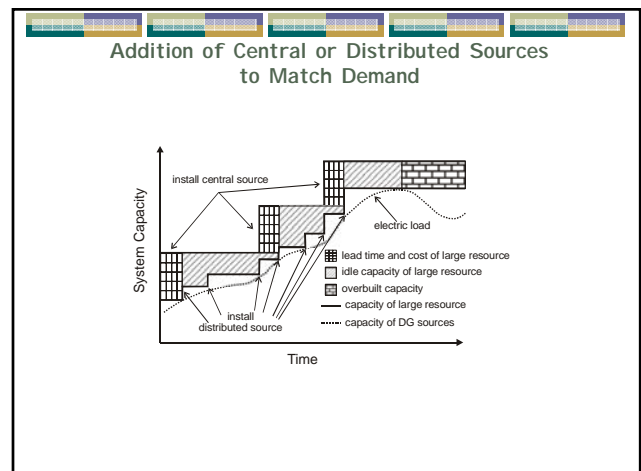 Addition of Central or Distributed Sources
to Match Demand
System Capacity
install central source
electric load
lead time and cost of large resource
idle capacity of large resource
overbuilt capacity
capacity of large resource
capacity of DG sources
install
distributed source
Time